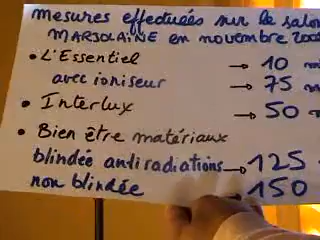 mesures effectuées sur le salon
MARJOLAINE en novembre
• L'Essentiel → 10
avec ioniseur → 75
• Interlux → 50
• Bien être matériaux
blindée antiradiations → 125
non blindée 150